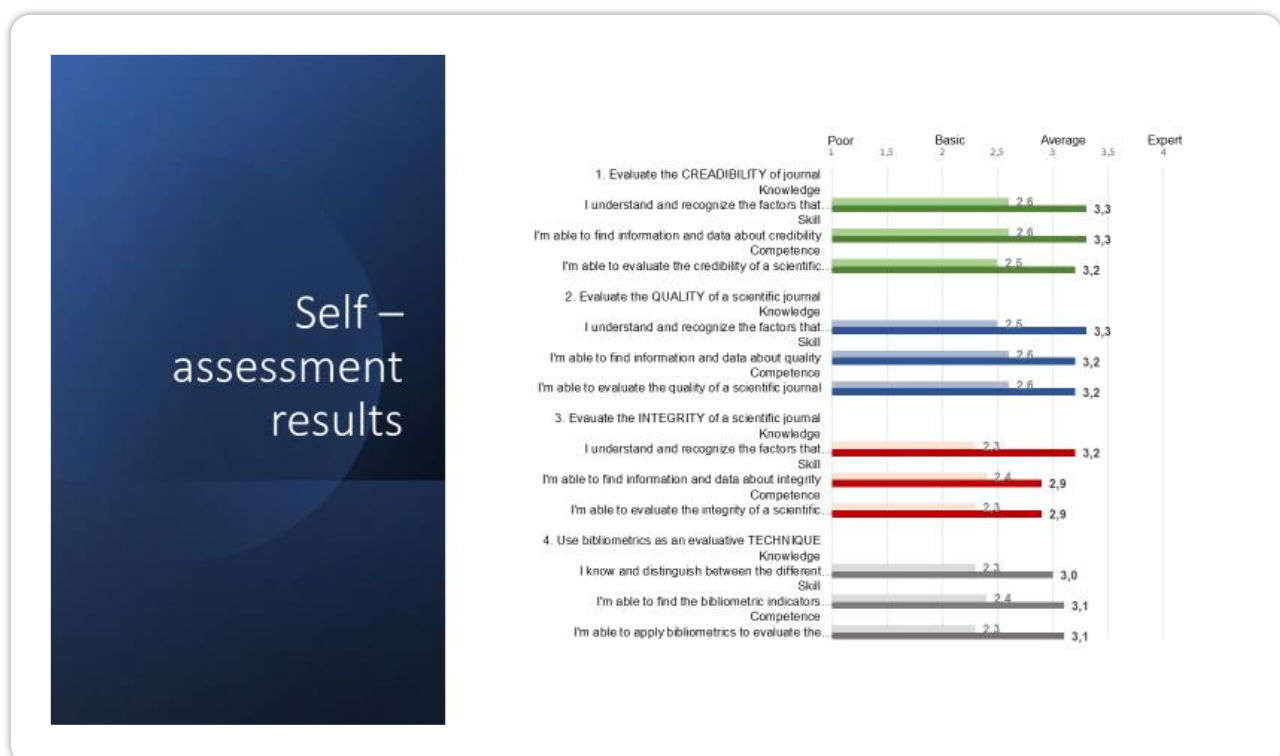 Self –
assessment
results
Poor Basic Average Expert
1 1,5 2 2,5 3 3,5 4
1. Evaluate the CREADIBILITY of journal
Knowledge
I understand and recognize the factors that...
2,6
3,3
Skill
I'm able to find information and data about credibility
2,6
3,3
Competence
I'm able to evaluate the credibility of a scientific...
2,5
3,2
2. Evaluate the QUALITY of a scientific journal
Knowledge
I understand and recognize the factors that...
2,5
3,3
Skill
I'm able to find information and data about quality
2,6
3,2
Competence
I'm able to evaluate the quality of a scientific journal
2,6
3,2
3. Evauate the INTEGRITY of a scientific journal
Knowledge
I understand and recognize the factors that...
2,3
3,2
Skill
I'm able to find information and data about integrity
2,4
2,9
Competence
I'm able to evaluate the integrity of a scientific...
2,3
2,9
4. Use bibliometrics as an evaluative TECHNIQUE
Knowledge
I know and distinguish between the different...
2,3
3,0
Skill
I'm able to find the bibliometric indicators...
2,4
3,1
Competence
I'm able to apply bibliometrics to evaluate the...
2,3
3,1